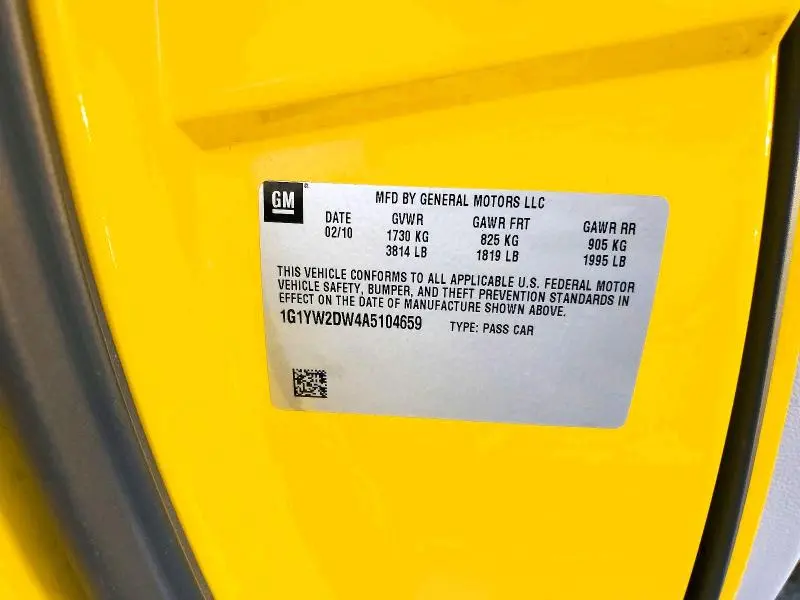 GM®
MFD BY GENERAL MOTORS LLC
DATE GVWR GAWR FRT GAWR RR
02/10 1730 KG 825 KG 905 KG
3814 LB 1819 LB 1995 LB
THIS VEHICLE CONFORMS TO ALL APPLICABLE U.S. FEDERAL MOTOR
VEHICLE SAFETY, BUMPER, AND THEFT PREVENTION STANDARDS IN
EFFECT ON THE DATE OF MANUFACTURE SHOWN ABOVE.
1G1YW2DW4A5104659 TYPE: PASS CAR